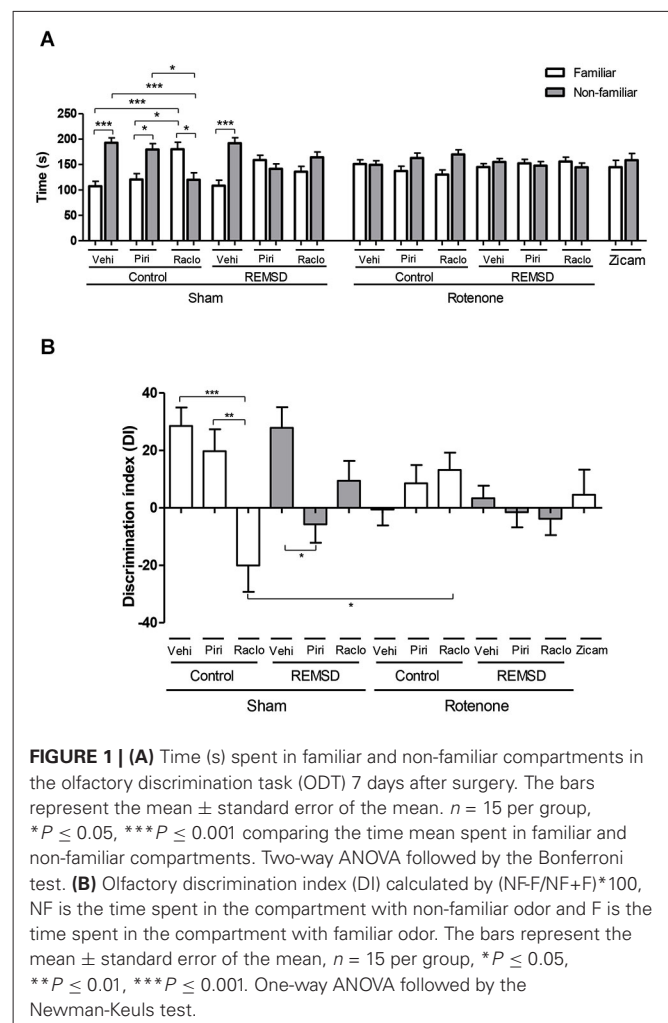 A
Familiar
Non-familiar
*
***
***
*
*** * * ***
Time (s)
250
200
150
100
50
0
Vehi Piri Raclo Vehi Piri Raclo Vehi Piri Raclo Vehi Piri Raclo Zicam
Control REMSD Control REMSD
Sham Rotenone
B
Discrimination index (DI)
40
20
0
-20
-40
***
**
*
*
Vehi Piri Raclo Vehi Piri Raclo Vehi Piri Raclo Vehi Piri Raclo Zicam
Control REMSD Control REMSD
Sham Rotenone
FIGURE 1 | (A) Time (s) spent in familiar and non-familiar compartments in
the olfactory discrimination task (ODT) 7 days after surgery. The bars
represent the mean ± standard error of the mean. n = 15 per group,
*P ≤ 0.05, ***P ≤ 0.001 comparing the time mean spent in familiar and
non-familiar compartments. Two-way ANOVA followed by the Bonferroni
test. (B) Olfactory discrimination index (DI) calculated by (NF-F/NF+F)*100,
NF is the time spent in the compartment with non-familiar odor and F is the
time spent in the compartment with familiar odor. The bars represent the
mean ± standard error of the mean, n = 15 per group, *P ≤ 0.05,
**P ≤ 0.01, ***P ≤ 0.001. One-way ANOVA followed by the
Newman-Keuls test.